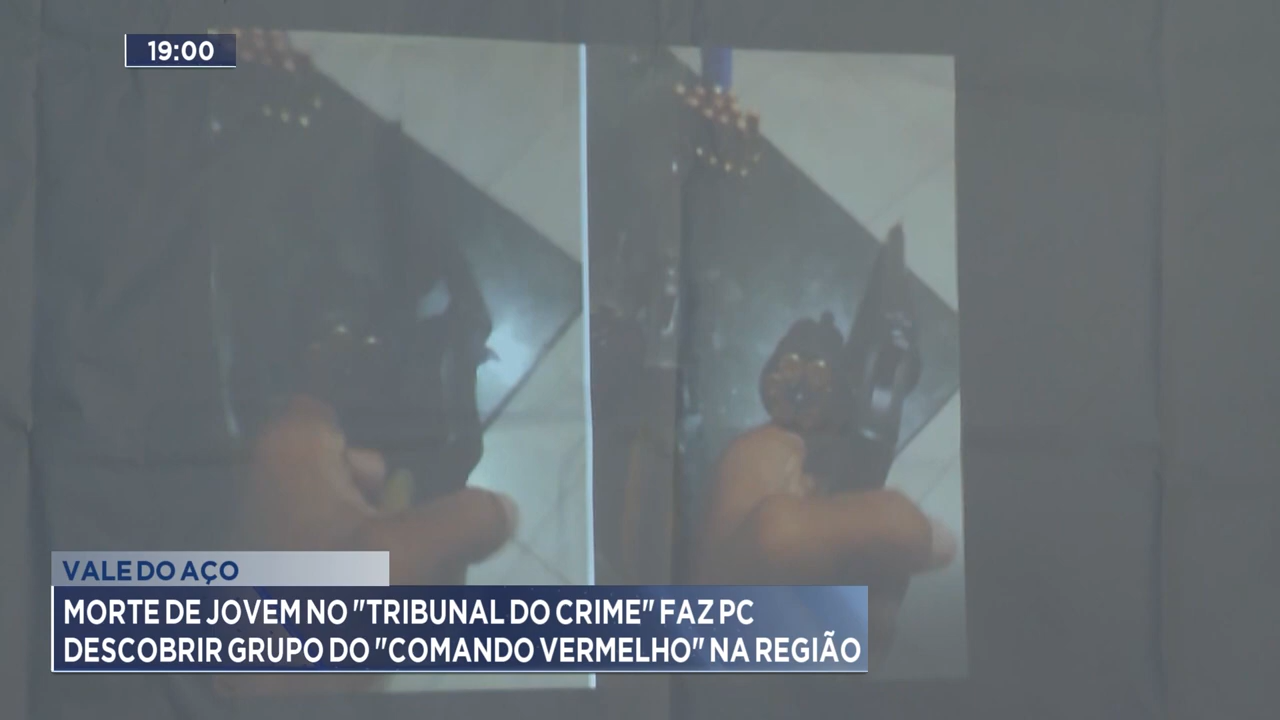 19:00
VALE DO AÇO
MORTE DE JOVEM NO "TRIBUNAL DO CRIME" FAZ PC
DESCOBRIR GRUPO DO "COMANDO VERMELHO" NA REGIÃO